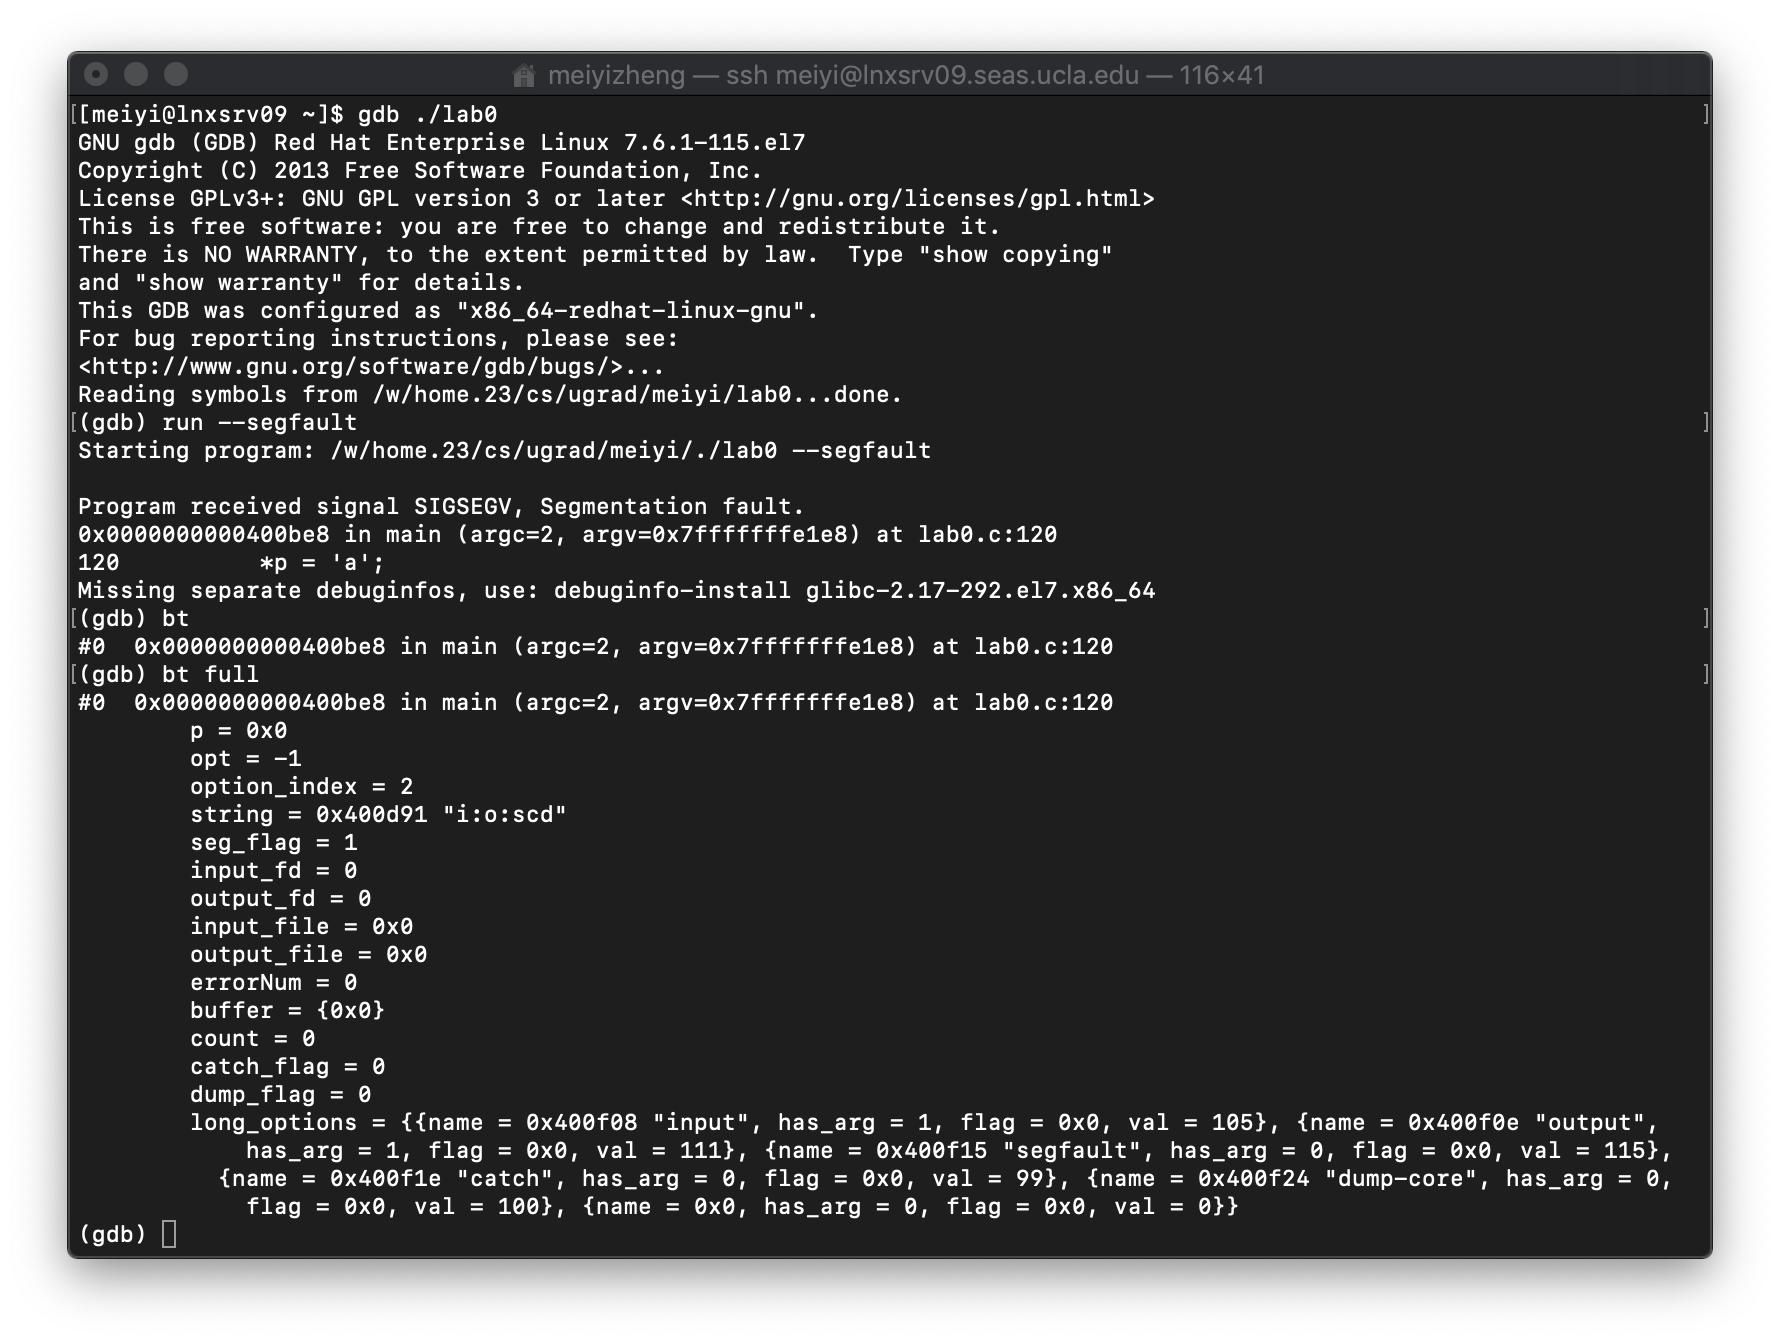 meiyizheng — ssh meiyi@lnxsrv09.seas.ucla.edu — 116×41
[[meiyi@lnxsrv09 ~]$ gdb ./lab0 ]
GNU gdb (GDB) Red Hat Enterprise Linux 7.6.1-115.el7
Copyright (C) 2013 Free Software Foundation, Inc.
License GPLv3+: GNU GPL version 3 or later <http://gnu.org/licenses/gpl.html>
This is free software: you are free to change and redistribute it.
There is NO WARRANTY, to the extent permitted by law.  Type "show copying"
and "show warranty" for details.
This GDB was configured as "x86_64-redhat-linux-gnu".
For bug reporting instructions, please see:
<http://www.gnu.org/software/gdb/bugs/>...
Reading symbols from /w/home.23/cs/ugrad/meiyi/lab0...done.
[(gdb) run --segfault ]
Starting program: /w/home.23/cs/ugrad/meiyi/./lab0 --segfault
Program received signal SIGSEGV, Segmentation fault.
0x0000000000400be8 in main (argc=2, argv=0x7fffffffe1e8) at lab0.c:120
120          *p = 'a';
Missing separate debuginfos, use: debuginfo-install glibc-2.17-292.el7.x86_64
[(gdb) bt ]
#0  0x0000000000400be8 in main (argc=2, argv=0x7fffffffe1e8) at lab0.c:120
[(gdb) bt full ]
#0  0x0000000000400be8 in main (argc=2, argv=0x7fffffffe1e8) at lab0.c:120
        p = 0x0
        opt = -1
        option_index = 2
        string = 0x400d91 "i:o:scd"
        seg_flag = 1
        input_fd = 0
        output_fd = 0
        input_file = 0x0
        output_file = 0x0
        errorNum = 0
        buffer = {0x0}
        count = 0
        catch_flag = 0
        dump_flag = 0
        long_options = {{name = 0x400f08 "input", has_arg = 1, flag = 0x0, val = 105}, {name = 0x400f0e "output",
            has_arg = 1, flag = 0x0, val = 111}, {name = 0x400f15 "segfault", has_arg = 0, flag = 0x0, val = 115},
          {name = 0x400f1e "catch", has_arg = 0, flag = 0x0, val = 99}, {name = 0x400f24 "dump-core", has_arg = 0,
            flag = 0x0, val = 100}, {name = 0x0, has_arg = 0, flag = 0x0, val = 0}}
(gdb)